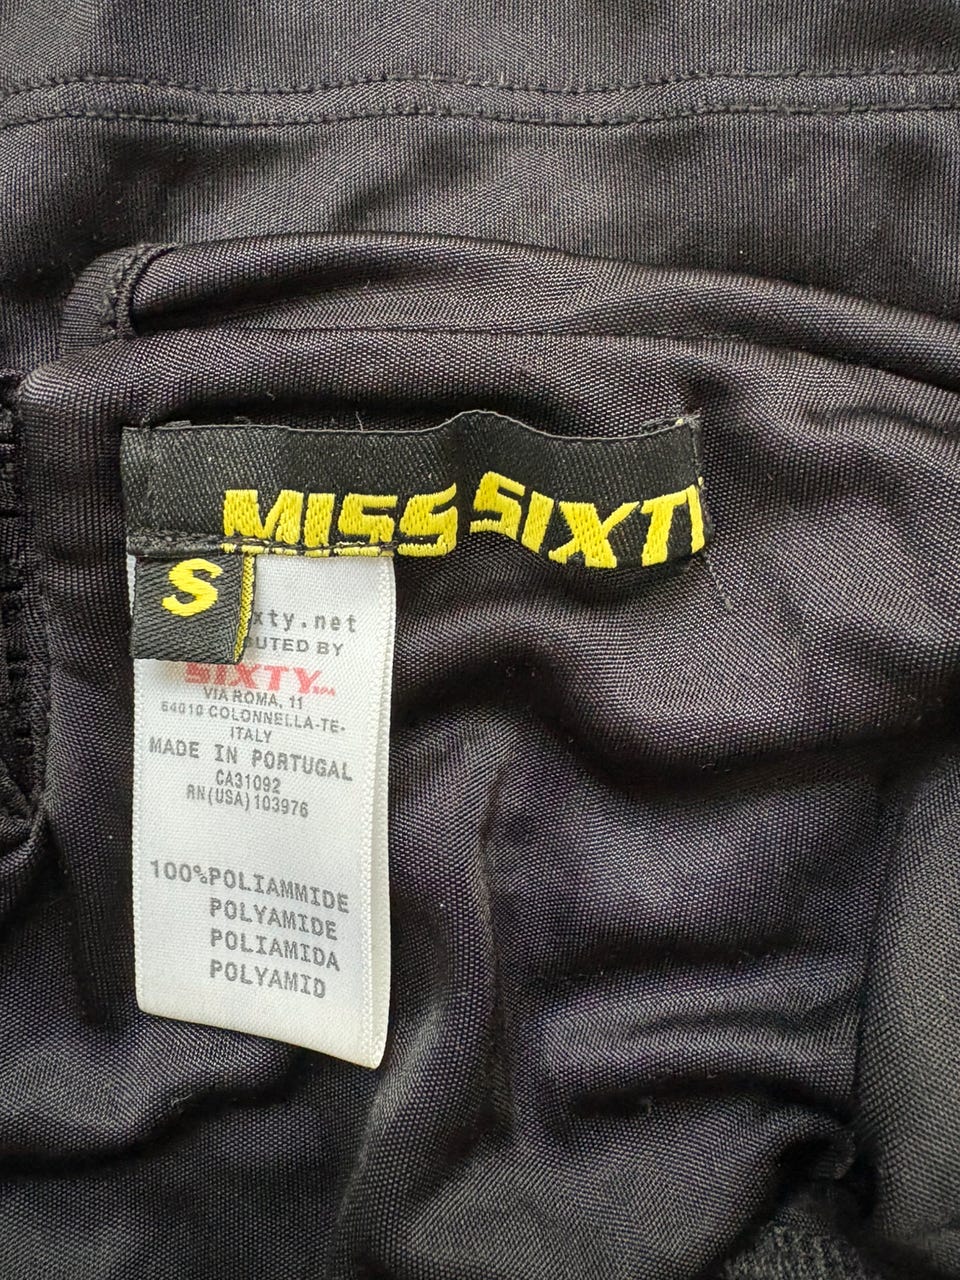 MISS SIXTY
S
xty.net
UTED BY
SIXTY SPA
VIA ROMA, 11
64010 COLONNELLA-TE-
ITALY
MADE IN PORTUGAL
CA31092
RN(USA)103976
100%POLIAMMIDE
POLYAMIDE
POLIAMIDA
POLYAMID